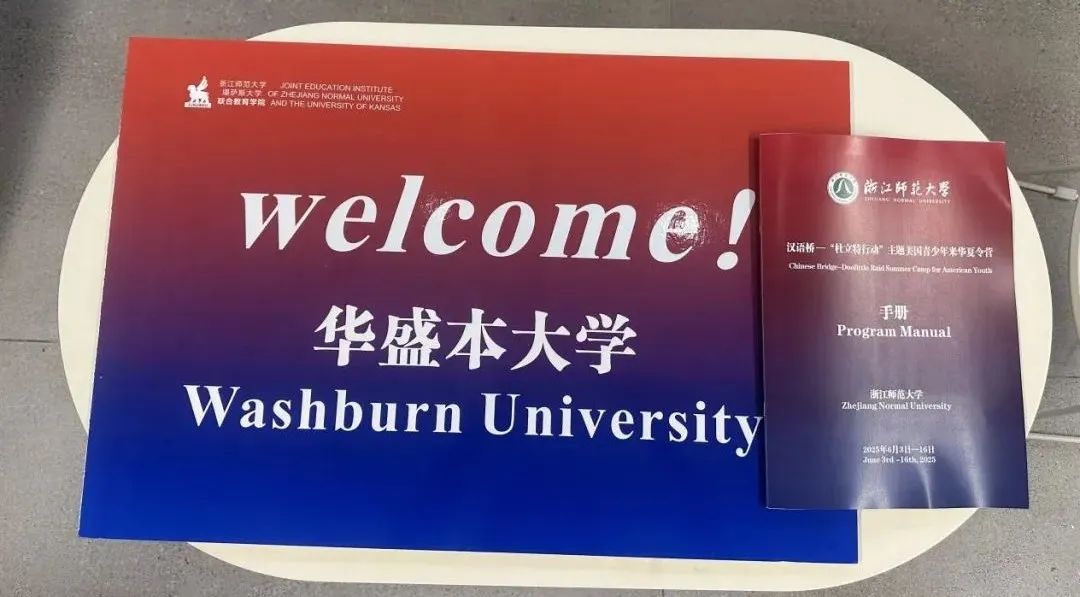 浙江师范大学
堪萨斯大学
联合教育学院
JOINT EDUCATION INSTITUTE
OF ZHEJIANG NORMAL UNIVERSITY
AND THE UNIVERSITY OF KANSAS
welcome!
华盛本大学
Washburn University
浙江师范大学
ZHEJIANG NORMAL UNIVERSITY
汉语桥—“杜立特行动”主题美国青少年来华夏令营
Chinese Bridge-Doolittle Raid Summer Camp for American Youth
手册
Program Manual
浙江师范大学
Zhejiang Normal University
2025年6月3日—16日
June 3rd -16th, 2025